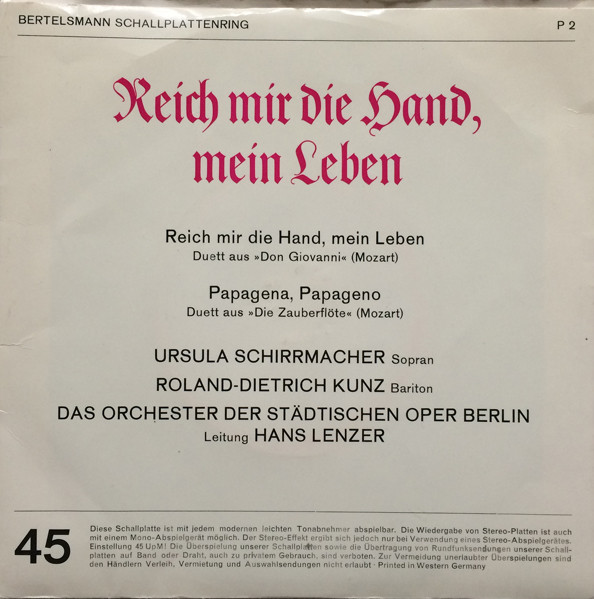 BERTELSMANN SCHALLPLATTENRING P 2
Reich mir die Hand,
mein Leben
Reich mir die Hand, mein Leben
Duett aus »Don Giovanni« (Mozart)
Papagena, Papageno
Duett aus »Die Zauberflöte« (Mozart)
URSULA SCHIRRMACHER Sopran
ROLAND-DIETRICH KUNZ Bariton
DAS ORCHESTER DER STÄDTISCHEN OPER BERLIN
Leitung HANS LENZER
45
Diese Schallplatte ist mit jedem modernen leichten Tonabnehmer abspielbar. Die Wiedergabe von Stereo-Platten ist auch
mit einem Mono-Abspielgerät möglich. Der Stereo-Effekt ergibt sich jedoch nur bei Verwendung eines Stereo-Abspielgerätes.
Einstellung 45 UpM! Die Überspielung unserer Schallplatten sowie die Übertragung von Rundfunksendungen unserer Schall-
platten auf Band oder Draht, auch zu privatem Gebrauch, sind verboten. Zur Vermeidung unerlaubter Überspielungen sind
den Händlern Verleih, Vermietung und Auswahlsendungen nicht erlaubt · Printed in Western Germany